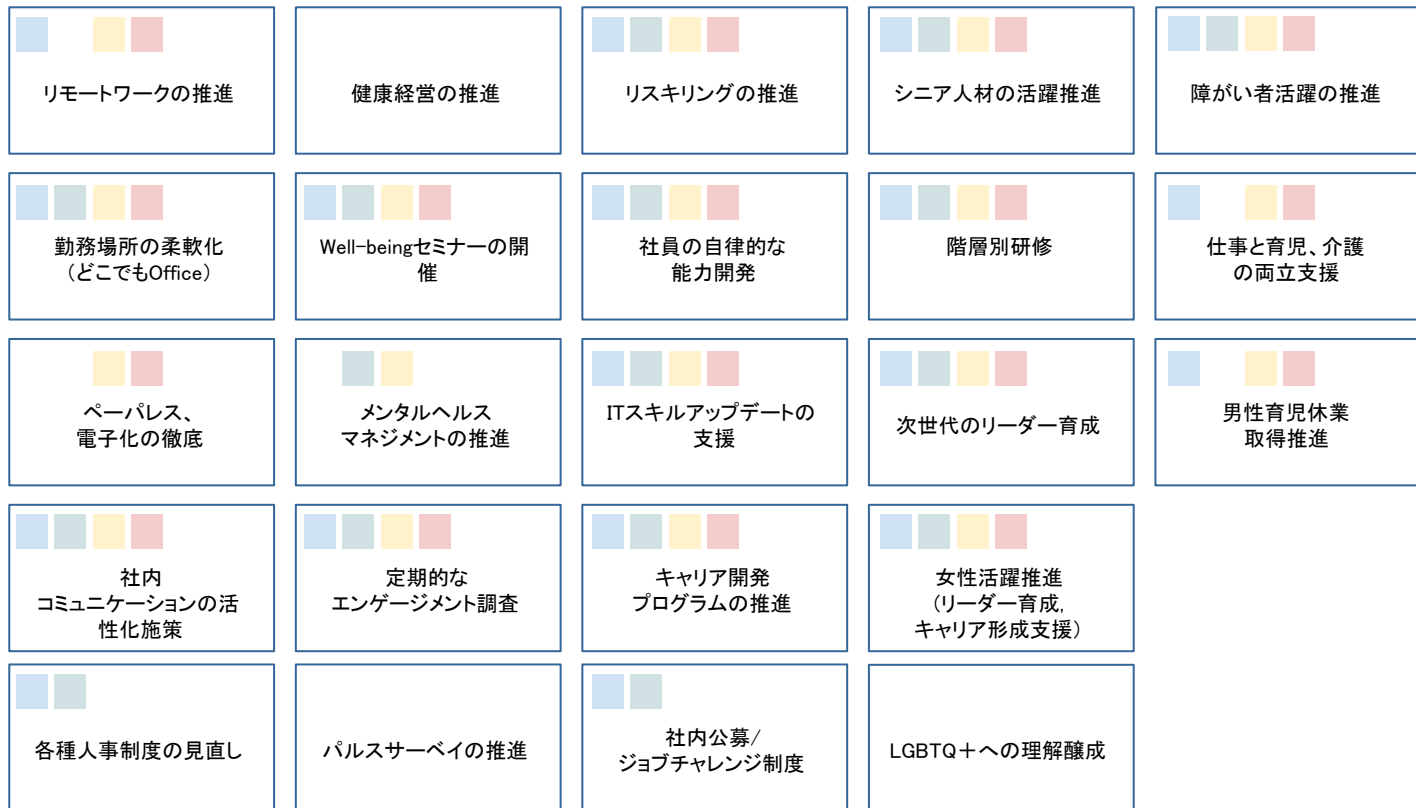 リモートワークの推進
健康経営の推進
リスキリングの推進
シニア人材の活躍推進
障がい者活躍の推進
勤務場所の柔軟化
（どこでもOffice）
Well-beingセミナーの開
催
社員の自律的な
能力開発
階層別研修
仕事と育児、介護
の両立支援
ペーパレス、
電子化の徹底
メンタルヘルス
マネジメントの推進
ITスキルアップデートの
支援
次世代のリーダー育成
男性育児休業
取得推進
社内
コミュニケーションの活
性化施策
定期的な
エンゲージメント調査
キャリア開発
プログラムの推進
女性活躍推進
（リーダー育成,
キャリア形成支援）
各種人事制度の見直し
パルスサーベイの推進
社内公募/
ジョブチャレンジ制度
LGBTQ＋への理解醸成